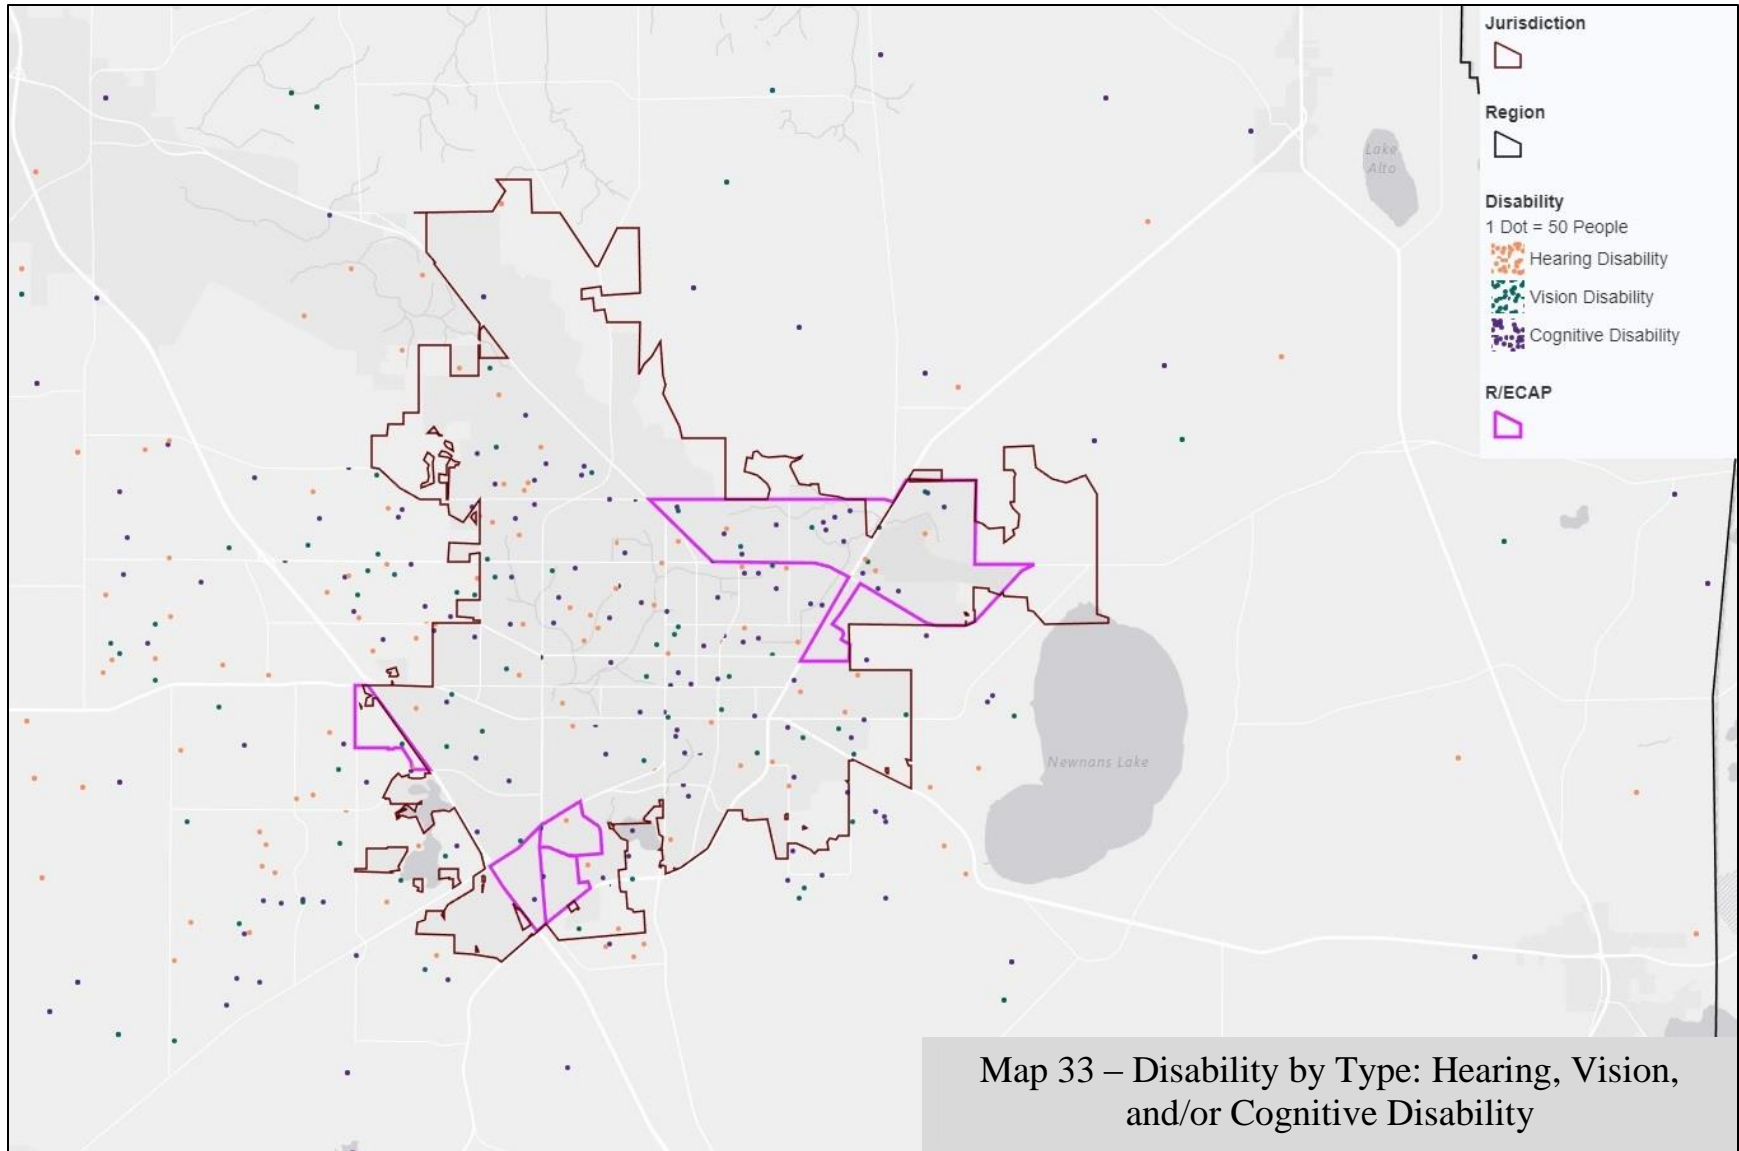 Jurisdiction
Region
Disability
1 Dot = 50 People
Hearing Disability
Vision Disability
Cognitive Disability
R/ECAP
Lake
Alto
Newnans Lake
Map 33 – Disability by Type: Hearing, Vision,
and/or Cognitive Disability